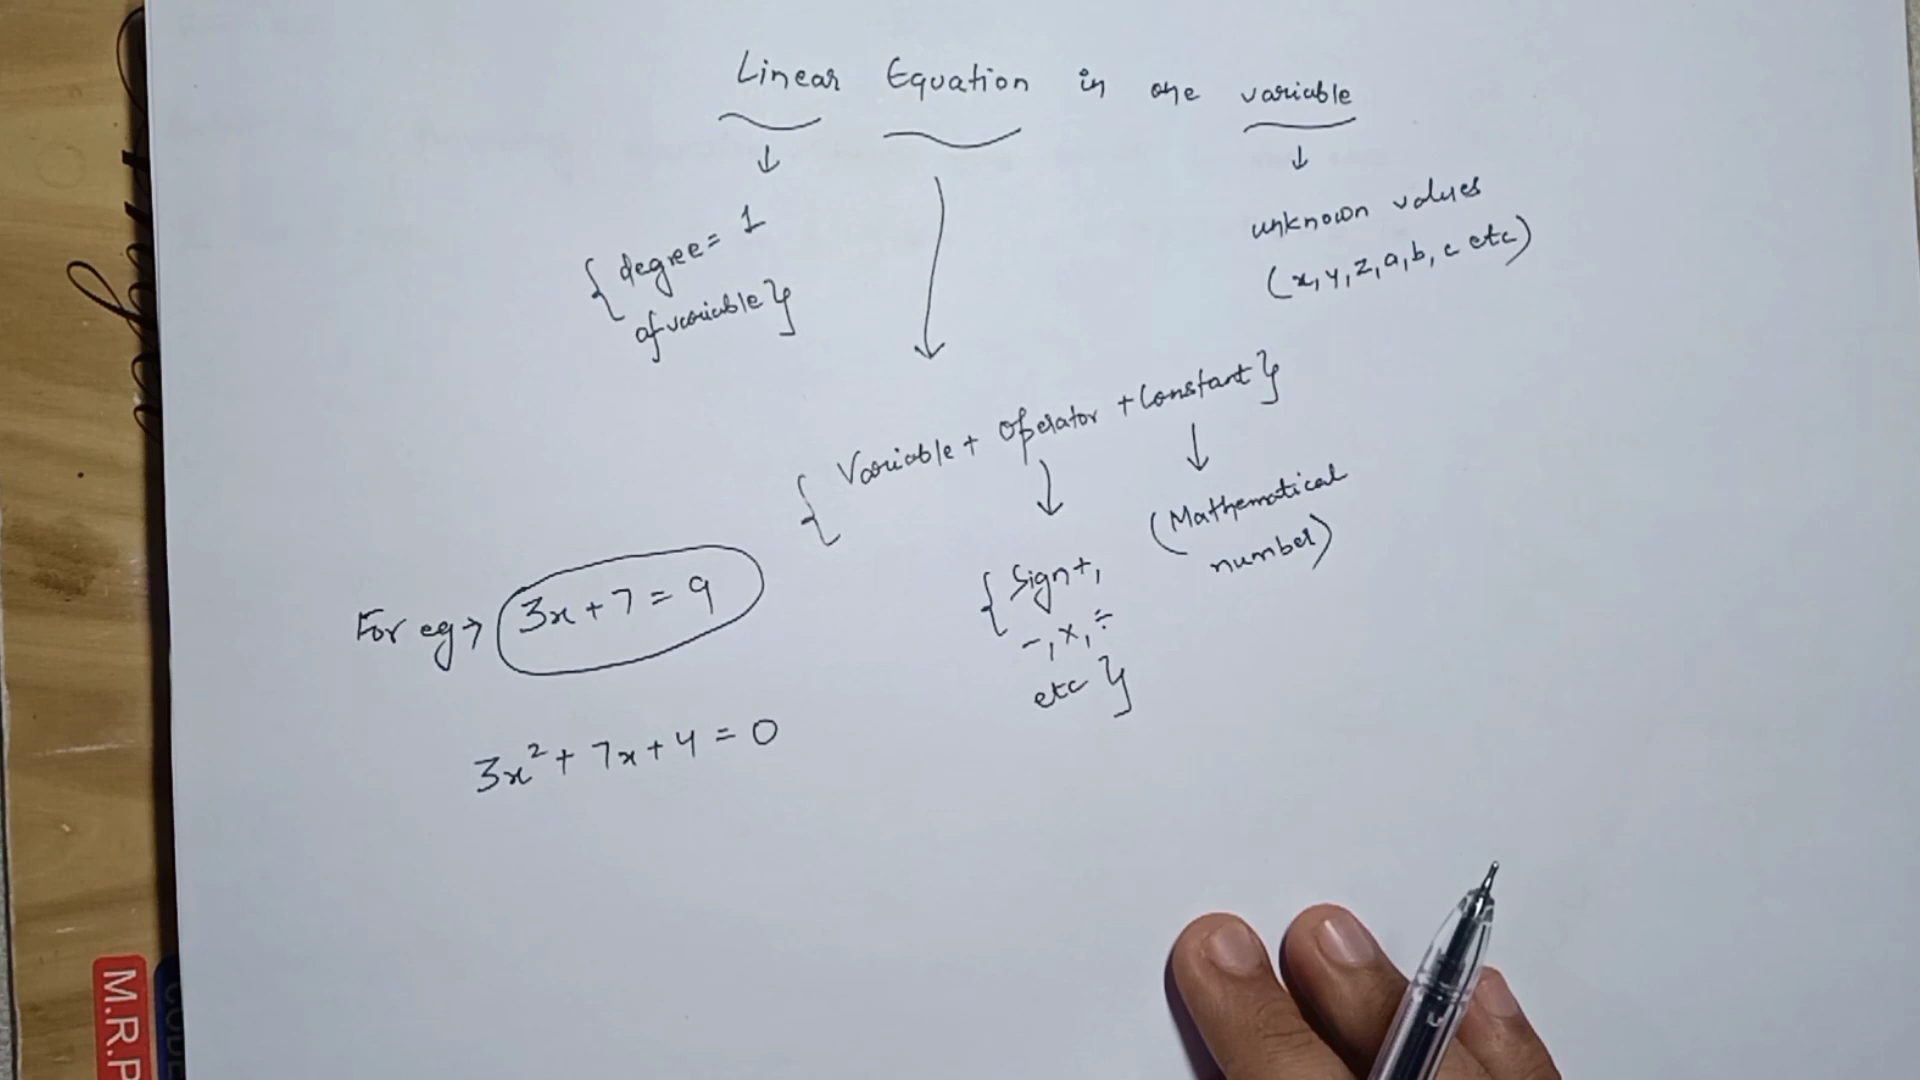 Linear Equation in one variable
↓ ↓
{degree = 1
of variable}
unknown values
(x, y, z, a, b, c etc)
{Variable + Operator + Constant}
{Sign +,
-, x, ÷
etc}
(Mathematical
number)
For eg → 3x + 7 = 9
3x² + 7x + 4 = 0
M.R.P
CODE